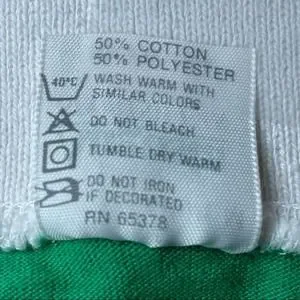 50% COTTON
50% POLYESTER
40°C WASH WARM WITH
SIMILAR COLORS
DO NOT BLEACH
TUMBLE DRY WARM
DO NOT IRON
IF DECORATED
RN 65378